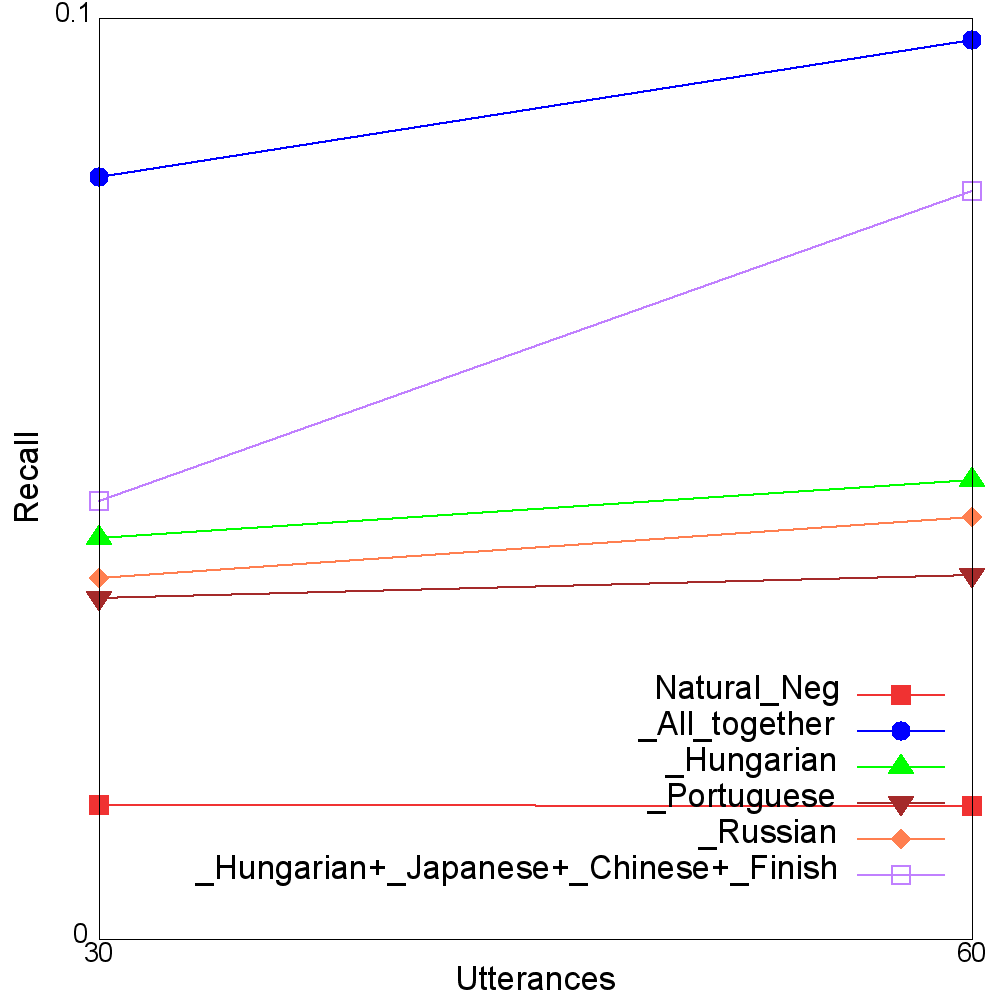 0.1
Recall
Natural_Neg
_All_together
_Hungarian
_Portuguese
_Russian
_Hungarian+_Japanese+_Chinese+_Finish
0
30
60
Utterances